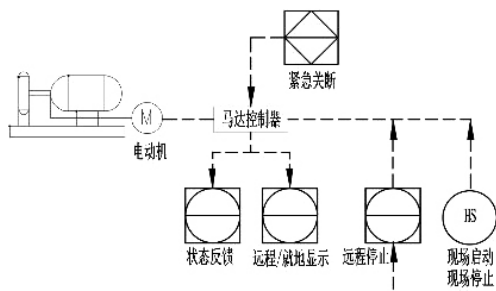 紧急关断
M
马达控制器
电动机
HS
状态反馈
远程/就地显示
远程停止
现场启动
现场停止